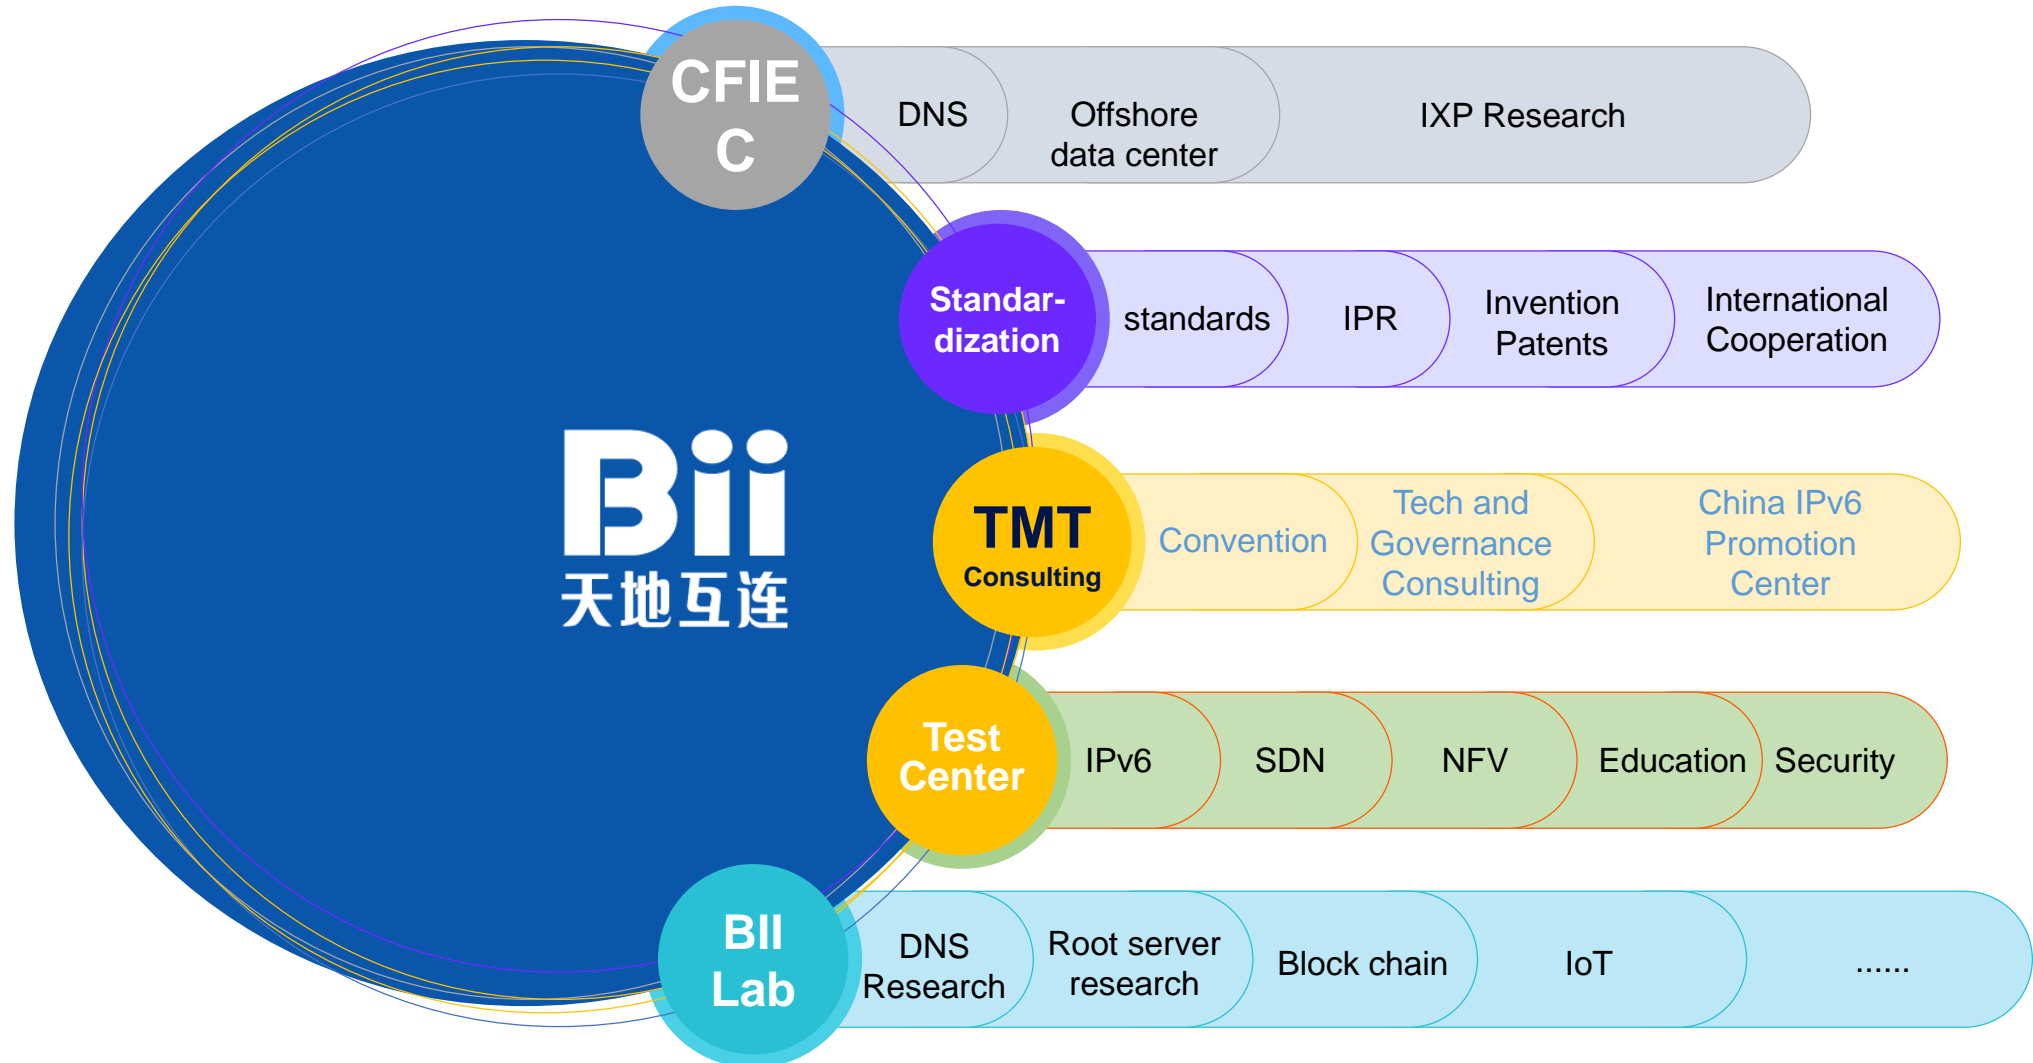 CFIE
C
DNS
Offshore
data center
IXP Research
Standar-
dization
standards
IPR
Invention
Patents
International
Cooperation
Bii
天地互连
TMT
Consulting
Convention
Tech and
Governance
Consulting
China IPv6
Promotion
Center
Test
Center
IPv6
SDN
NFV
Education
Security
BII
Lab
DNS
Research
Root server
research
Block chain
IoT
......